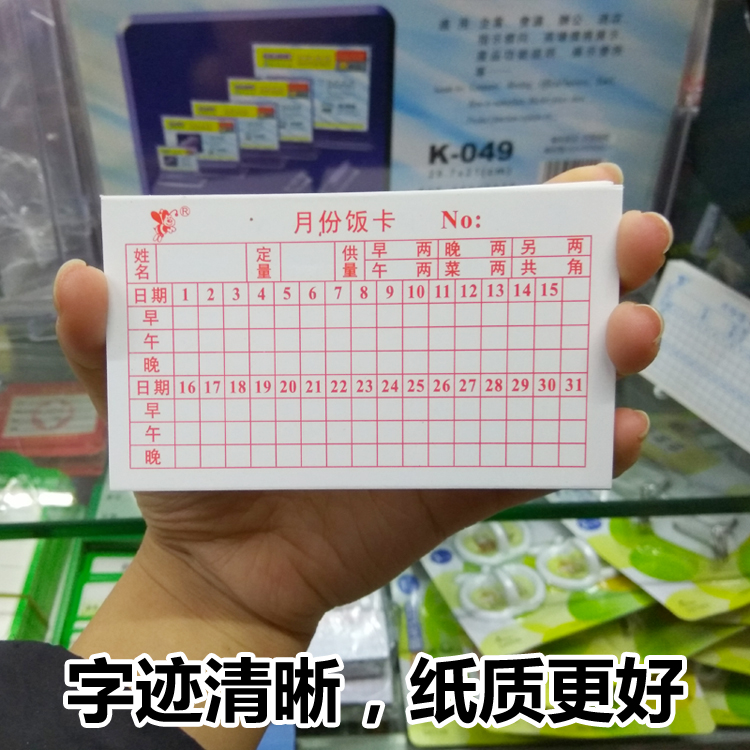 K-049
29.7x21(cm)
® 月份饭卡 No:
姓名 定量 供量 早 两 晚 两 另 两
午 两 菜 两 共 角
日期 1 2 3 4 5 6 7 8 9 10 11 12 13 14 15
早
午
晚
日期 16 17 18 19 20 21 22 23 24 25 26 27 28 29 30 31
早
午
晚
字迹清晰，纸质更好